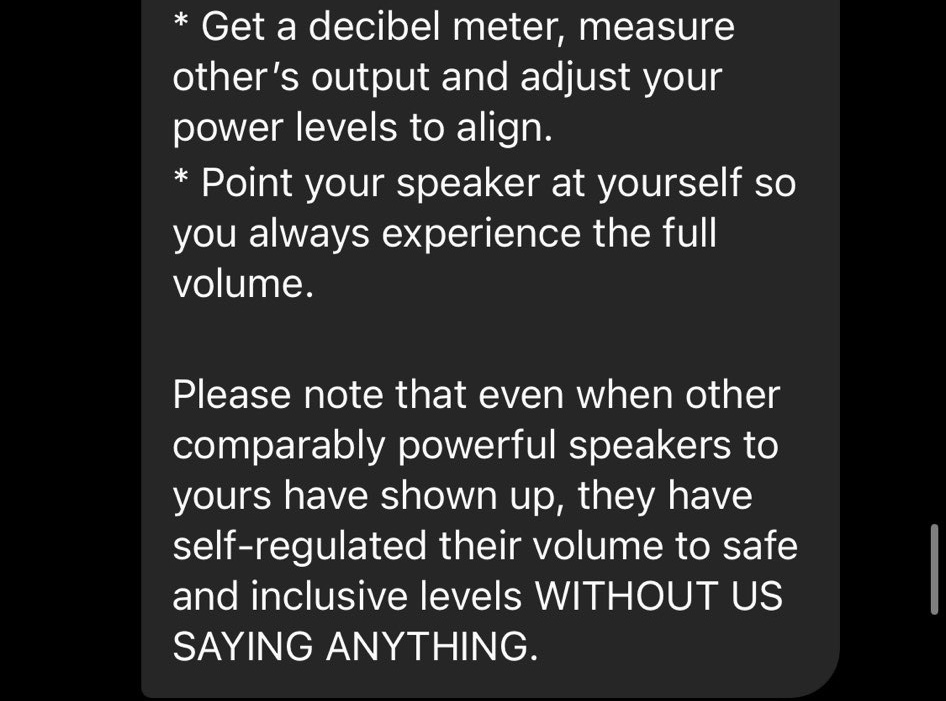 * Get a decibel meter, measure
other's output and adjust your
power levels to align.
* Point your speaker at yourself so
you always experience the full
volume.
Please note that even when other
comparably powerful speakers to
yours have shown up, they have
self-regulated their volume to safe
and inclusive levels WITHOUT US
SAYING ANYTHING.